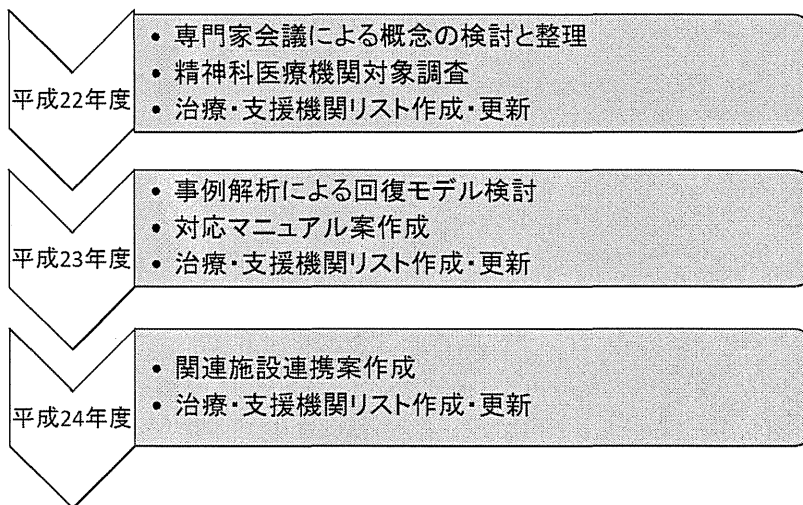 平成22年度
• 専門家会議による概念の検討と整理
• 精神科医療機関対象調査
• 治療・支援機関リスト作成・更新
平成23年度
• 事例解析による回復モデル検討
• 対応マニュアル案作成
• 治療・支援機関リスト作成・更新
平成24年度
• 関連施設連携案作成
• 治療・支援機関リスト作成・更新